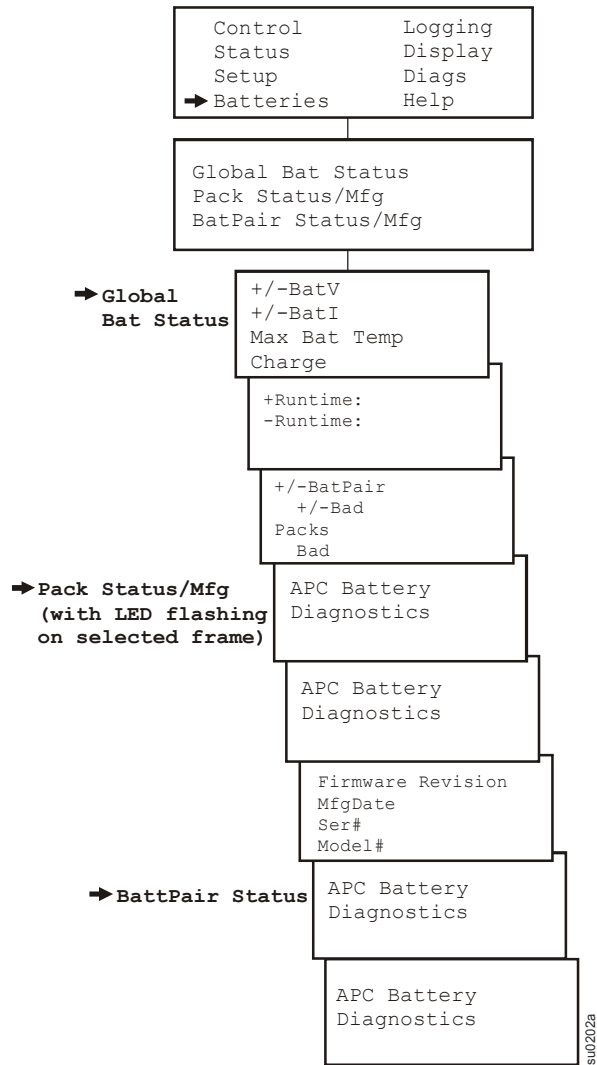 Control Logging
Status Display
Setup Diags
Batteries Help
Global Bat Status
Pack Status/Mfg
BatPair Status/Mfg
Global
Bat Status
+/-BatV
+/-BatI
Max Bat Temp
Charge
+Runtime:
-Runtime:
+/-BatPair
+/-Bad
Packs
Bad
Pack Status/Mfg
(with LED flashing
on selected frame)
APC Battery
Diagnostics
APC Battery
Diagnostics
Firmware Revision
MfgDate
Ser#
Model#
BattPair Status
APC Battery
Diagnostics
APC Battery
Diagnostics
su0202a